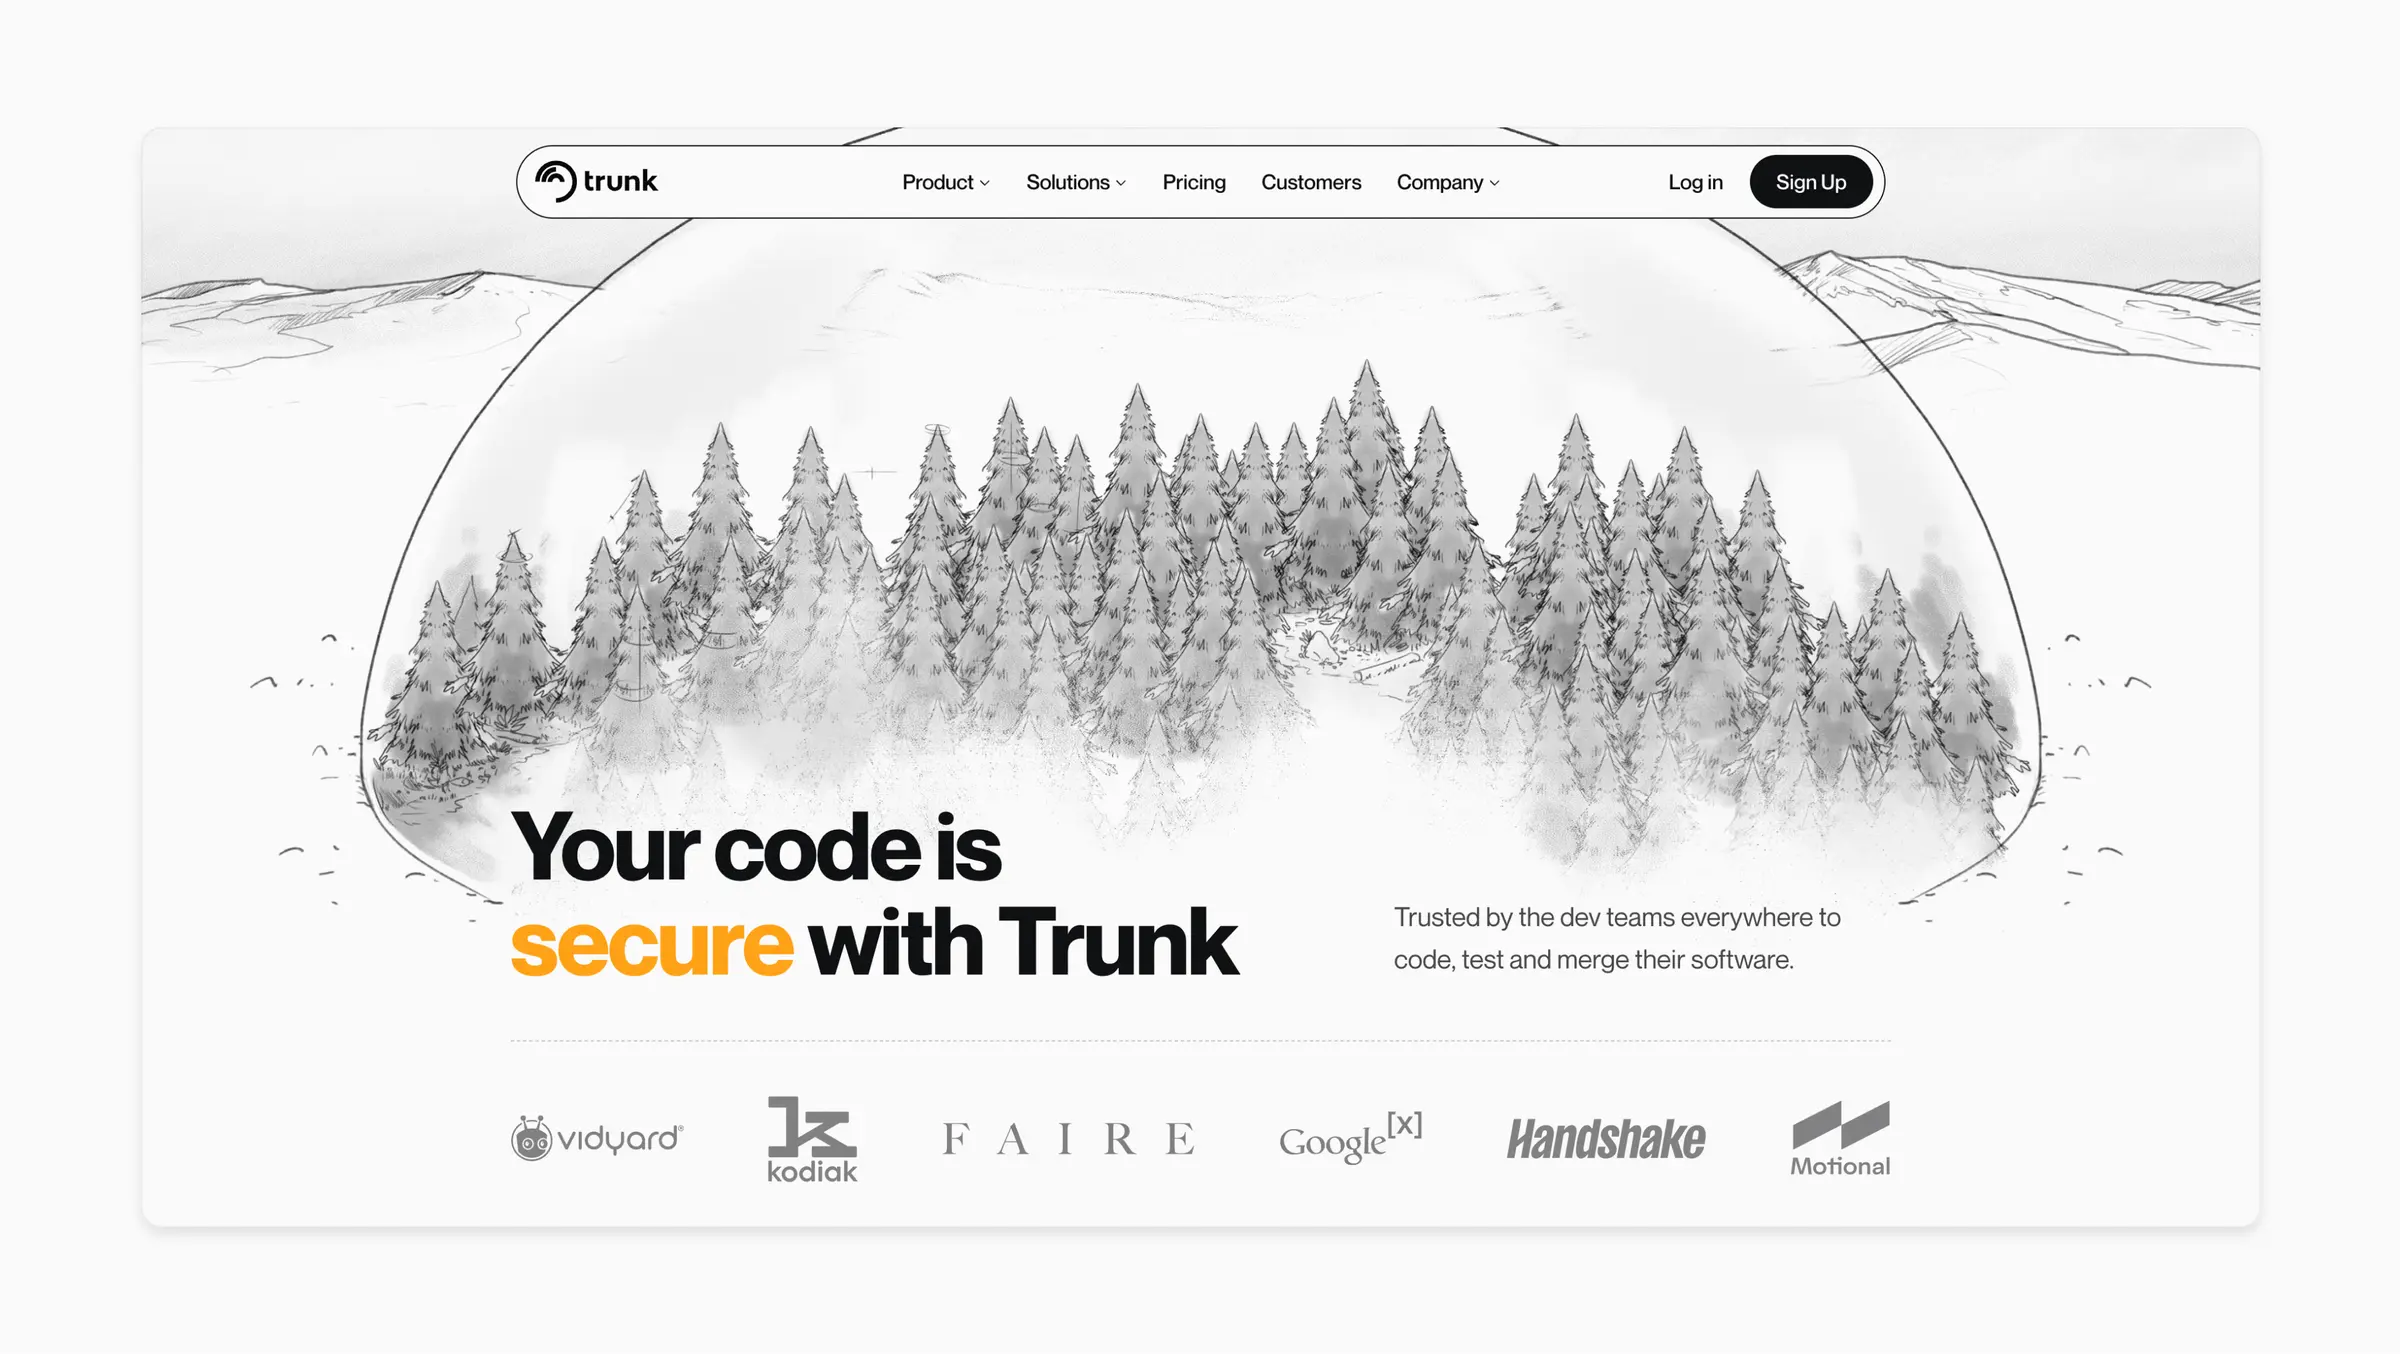 trunk
Product
Solutions
Pricing
Customers
Company
Log in
Sign Up
Your code is
secure with Trunk
Trusted by the dev teams everywhere to
code, test and merge their software.
vidyard®
kodiak
FAIRE
Google[x]
Handshake
Motional